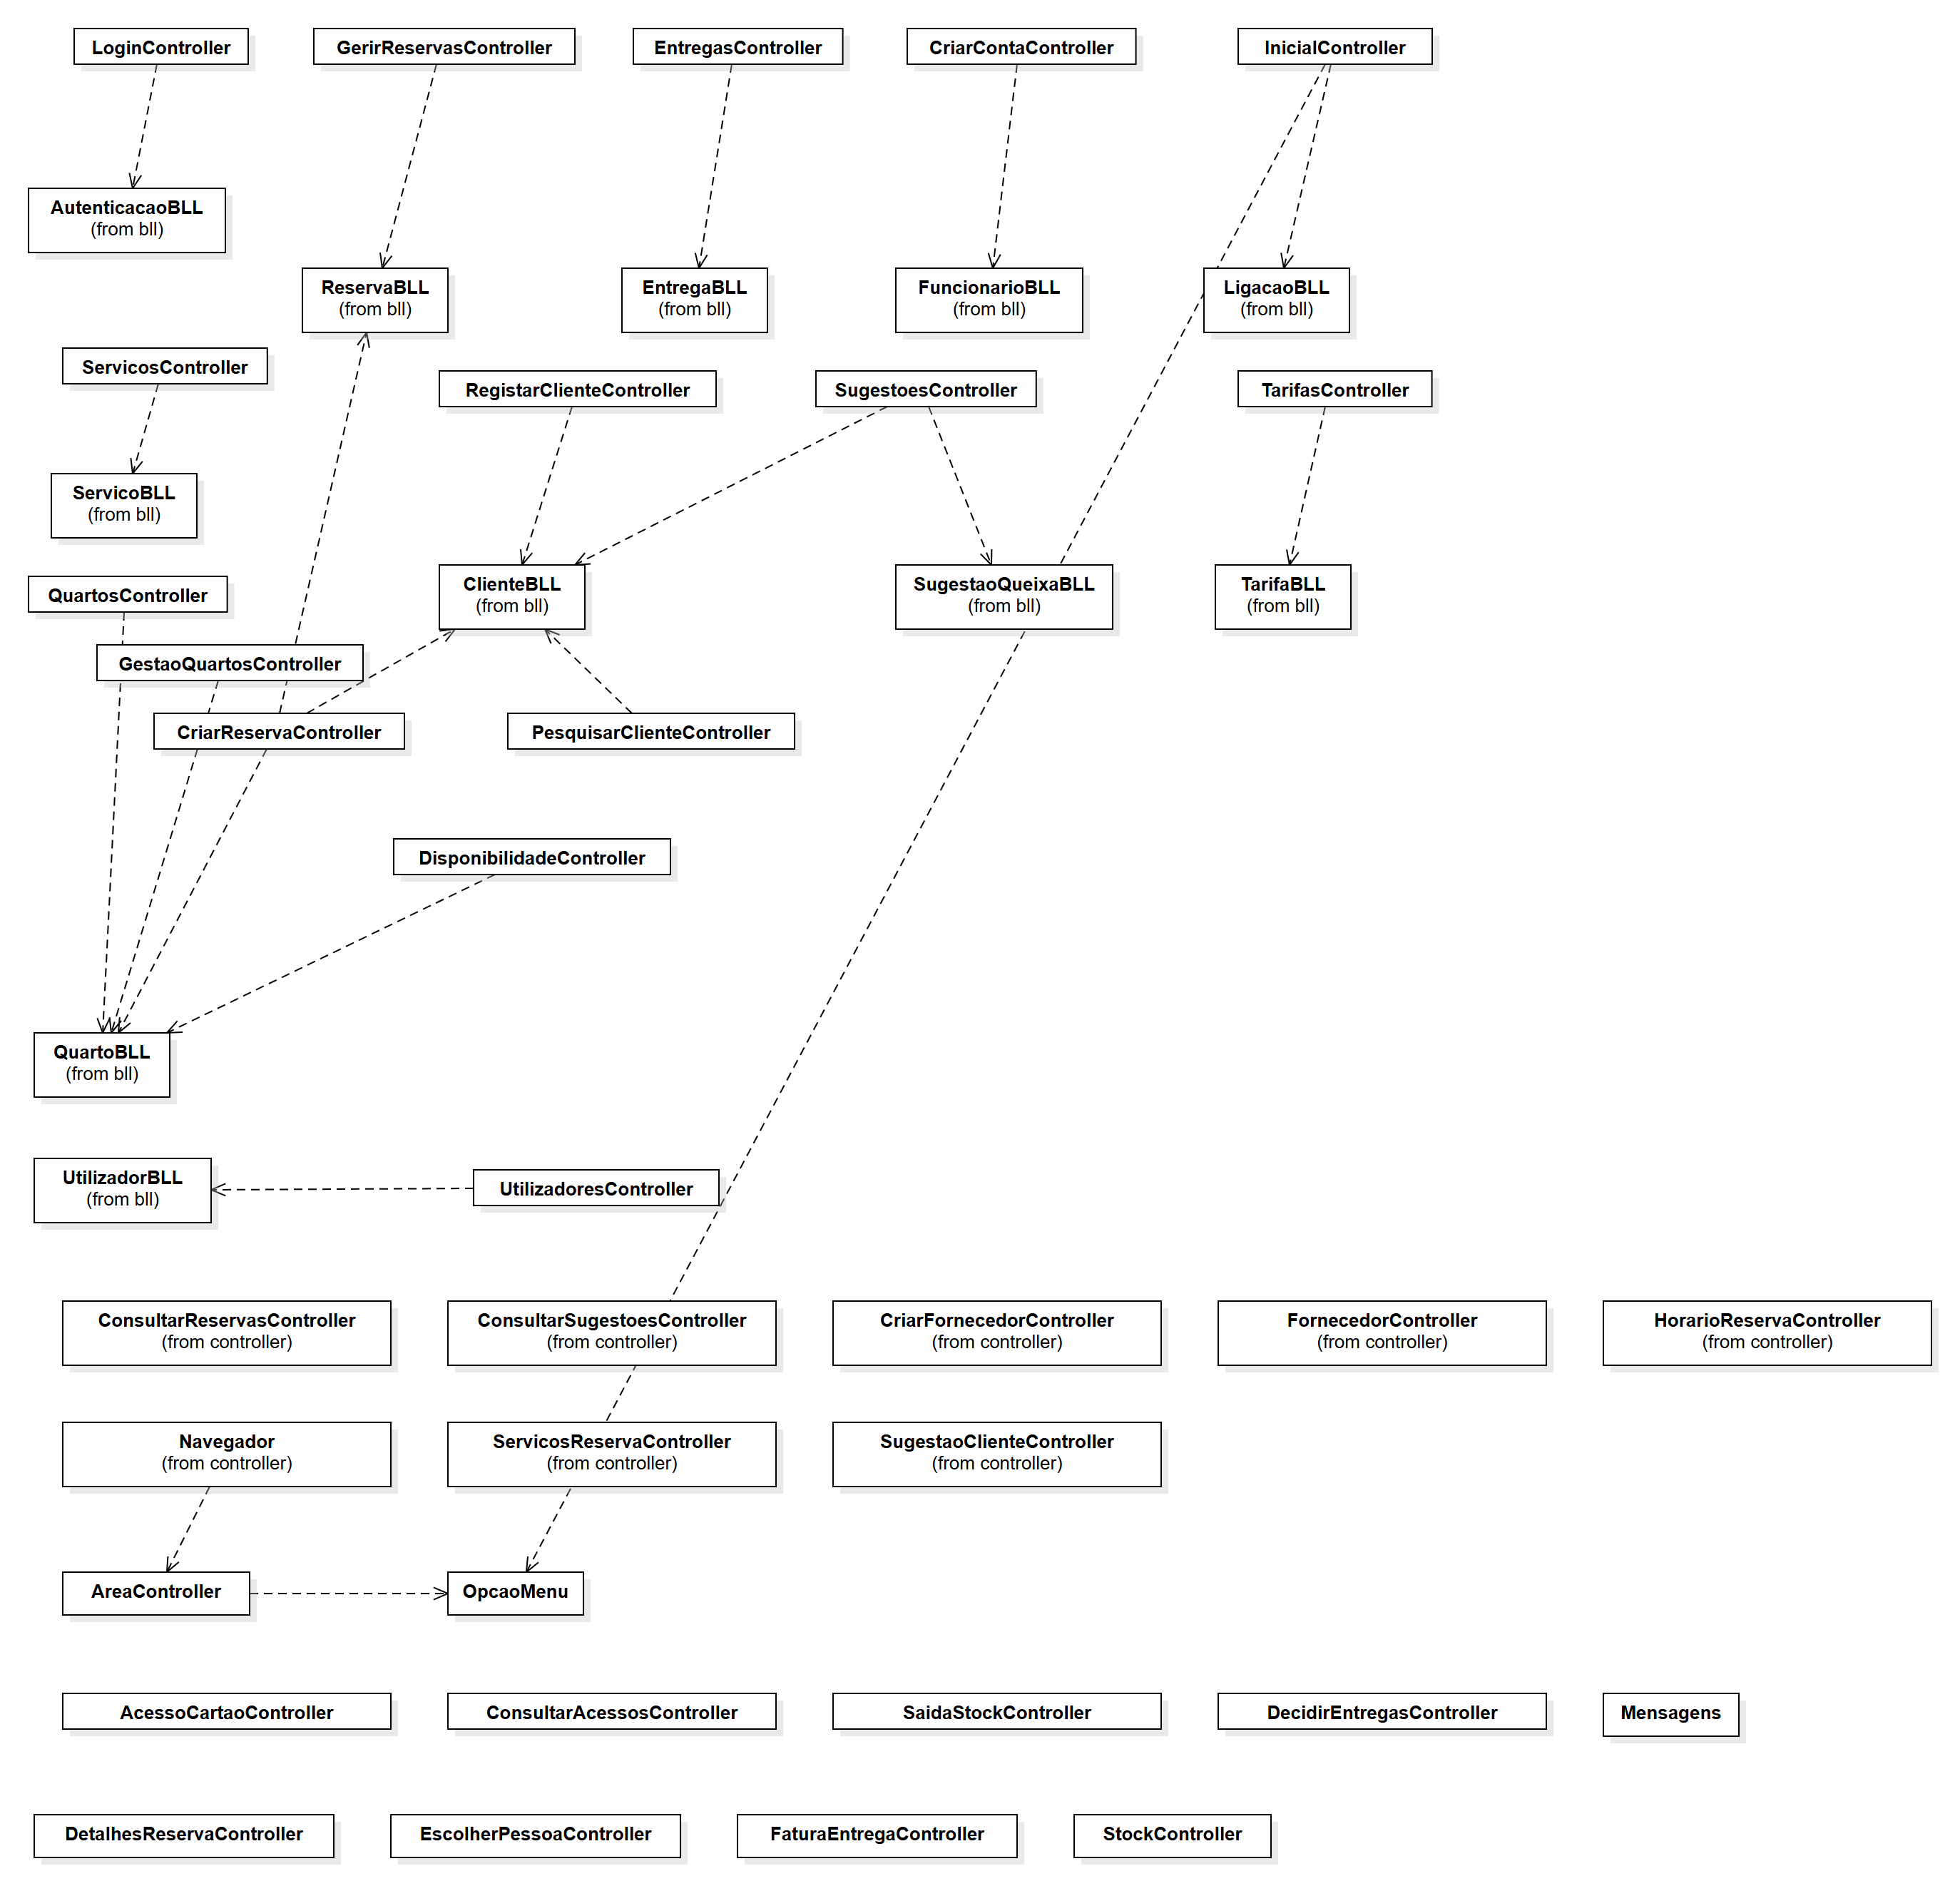 LoginController
GerirReservasController
EntregasController
CriarContaController
InicialController
AutenticacaoBLL
(from bll)
ReservaBLL
(from bll)
EntregaBLL
(from bll)
FuncionarioBLL
(from bll)
LigacaoBLL
(from bll)
ServicosController
RegistarClienteController
SugestoesController
TarifasController
ServicoBLL
(from bll)
ClienteBLL
(from bll)
SugestaoQueixaBLL
(from bll)
TarifaBLL
(from bll)
QuartosController
GestaoQuartosController
CriarReservaController
PesquisarClienteController
DisponibilidadeController
QuartoBLL
(from bll)
UtilizadorBLL
(from bll)
UtilizadoresController
ConsultarReservasController
(from controller)
ConsultarSugestoesController
(from controller)
CriarFornecedorController
(from controller)
FornecedorController
(from controller)
HorarioReservaController
(from controller)
Navegador
(from controller)
ServicosReservaController
(from controller)
SugestaoClienteController
(from controller)
AreaController
OpcaoMenu
AcessoCartaoController
ConsultarAcessosController
SaidaStockController
DecidirEntregasController
Mensagens
DetalhesReservaController
EscolherPessoaController
FaturaEntregaController
StockController